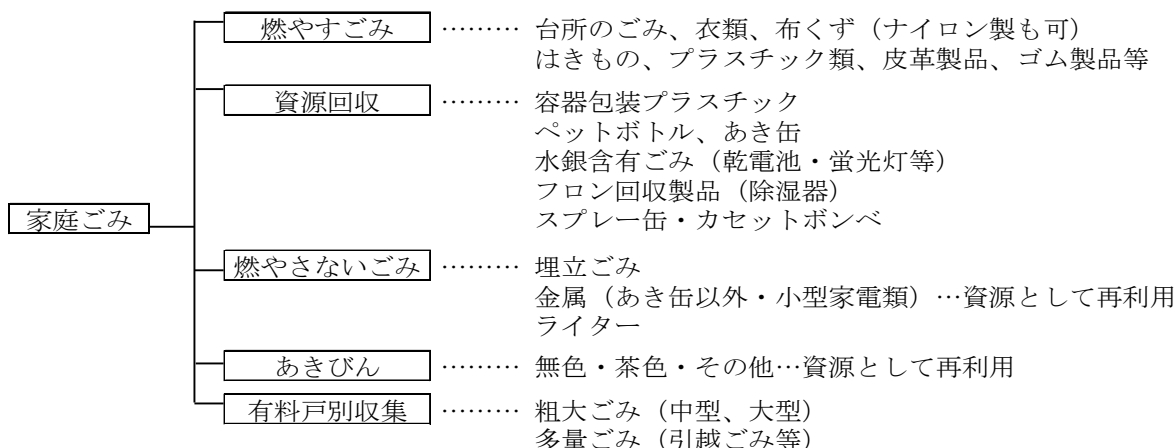 燃やすごみ ……… 台所のごみ、衣類、布くず（ナイロン製も可）
はきもの、プラスチック類、皮革製品、ゴム製品等
資源回収 ……… 容器包装プラスチック
ペットボトル、あき缶
水銀含有ごみ（乾電池・蛍光灯等）
フロン回収製品（除湿器）
スプレー缶・カセットボンベ
家庭ごみ
燃やさないごみ ……… 埋立ごみ
金属（あき缶以外・小型家電類）…資源として再利用
ライター
あきびん ……… 無色・茶色・その他…資源として再利用
有料戸別収集 ……… 粗大ごみ（中型、大型）
多量ごみ（引越ごみ等）